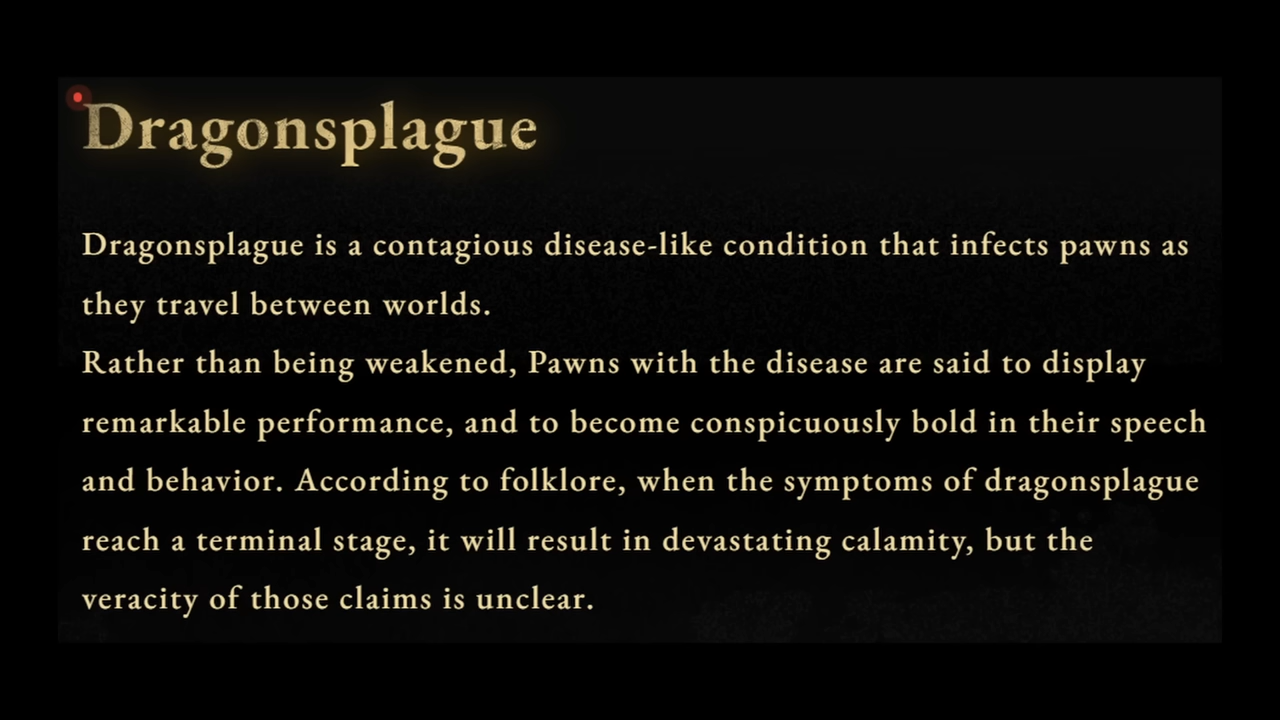 Dragonsplague
Dragonsplague is a contagious disease-like condition that infects pawns as
they travel between worlds.
Rather than being weakened, Pawns with the disease are said to display
remarkable performance, and to become conspicuously bold in their speech
and behavior. According to folklore, when the symptoms of dragonsplague
reach a terminal stage, it will result in devastating calamity, but the
veracity of those claims is unclear.